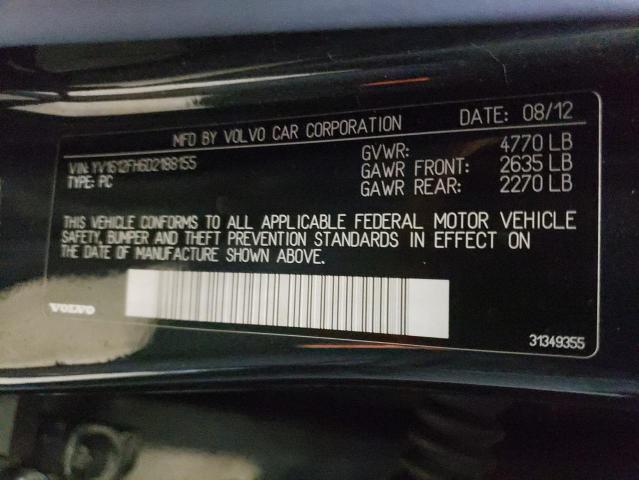 MFD BY VOLVO CAR CORPORATION DATE: 08/12
VIN: YV1612FH6D2188155
TYPE: PC
GVWR: 4770 LB
GAWR FRONT: 2635 LB
GAWR REAR: 2270 LB
THIS VEHICLE CONFORMS TO ALL APPLICABLE FEDERAL MOTOR VEHICLE
SAFETY, BUMPER AND THEFT PREVENTION STANDARDS IN EFFECT ON
THE DATE OF MANUFACTURE SHOWN ABOVE.
VOLVO
31349355